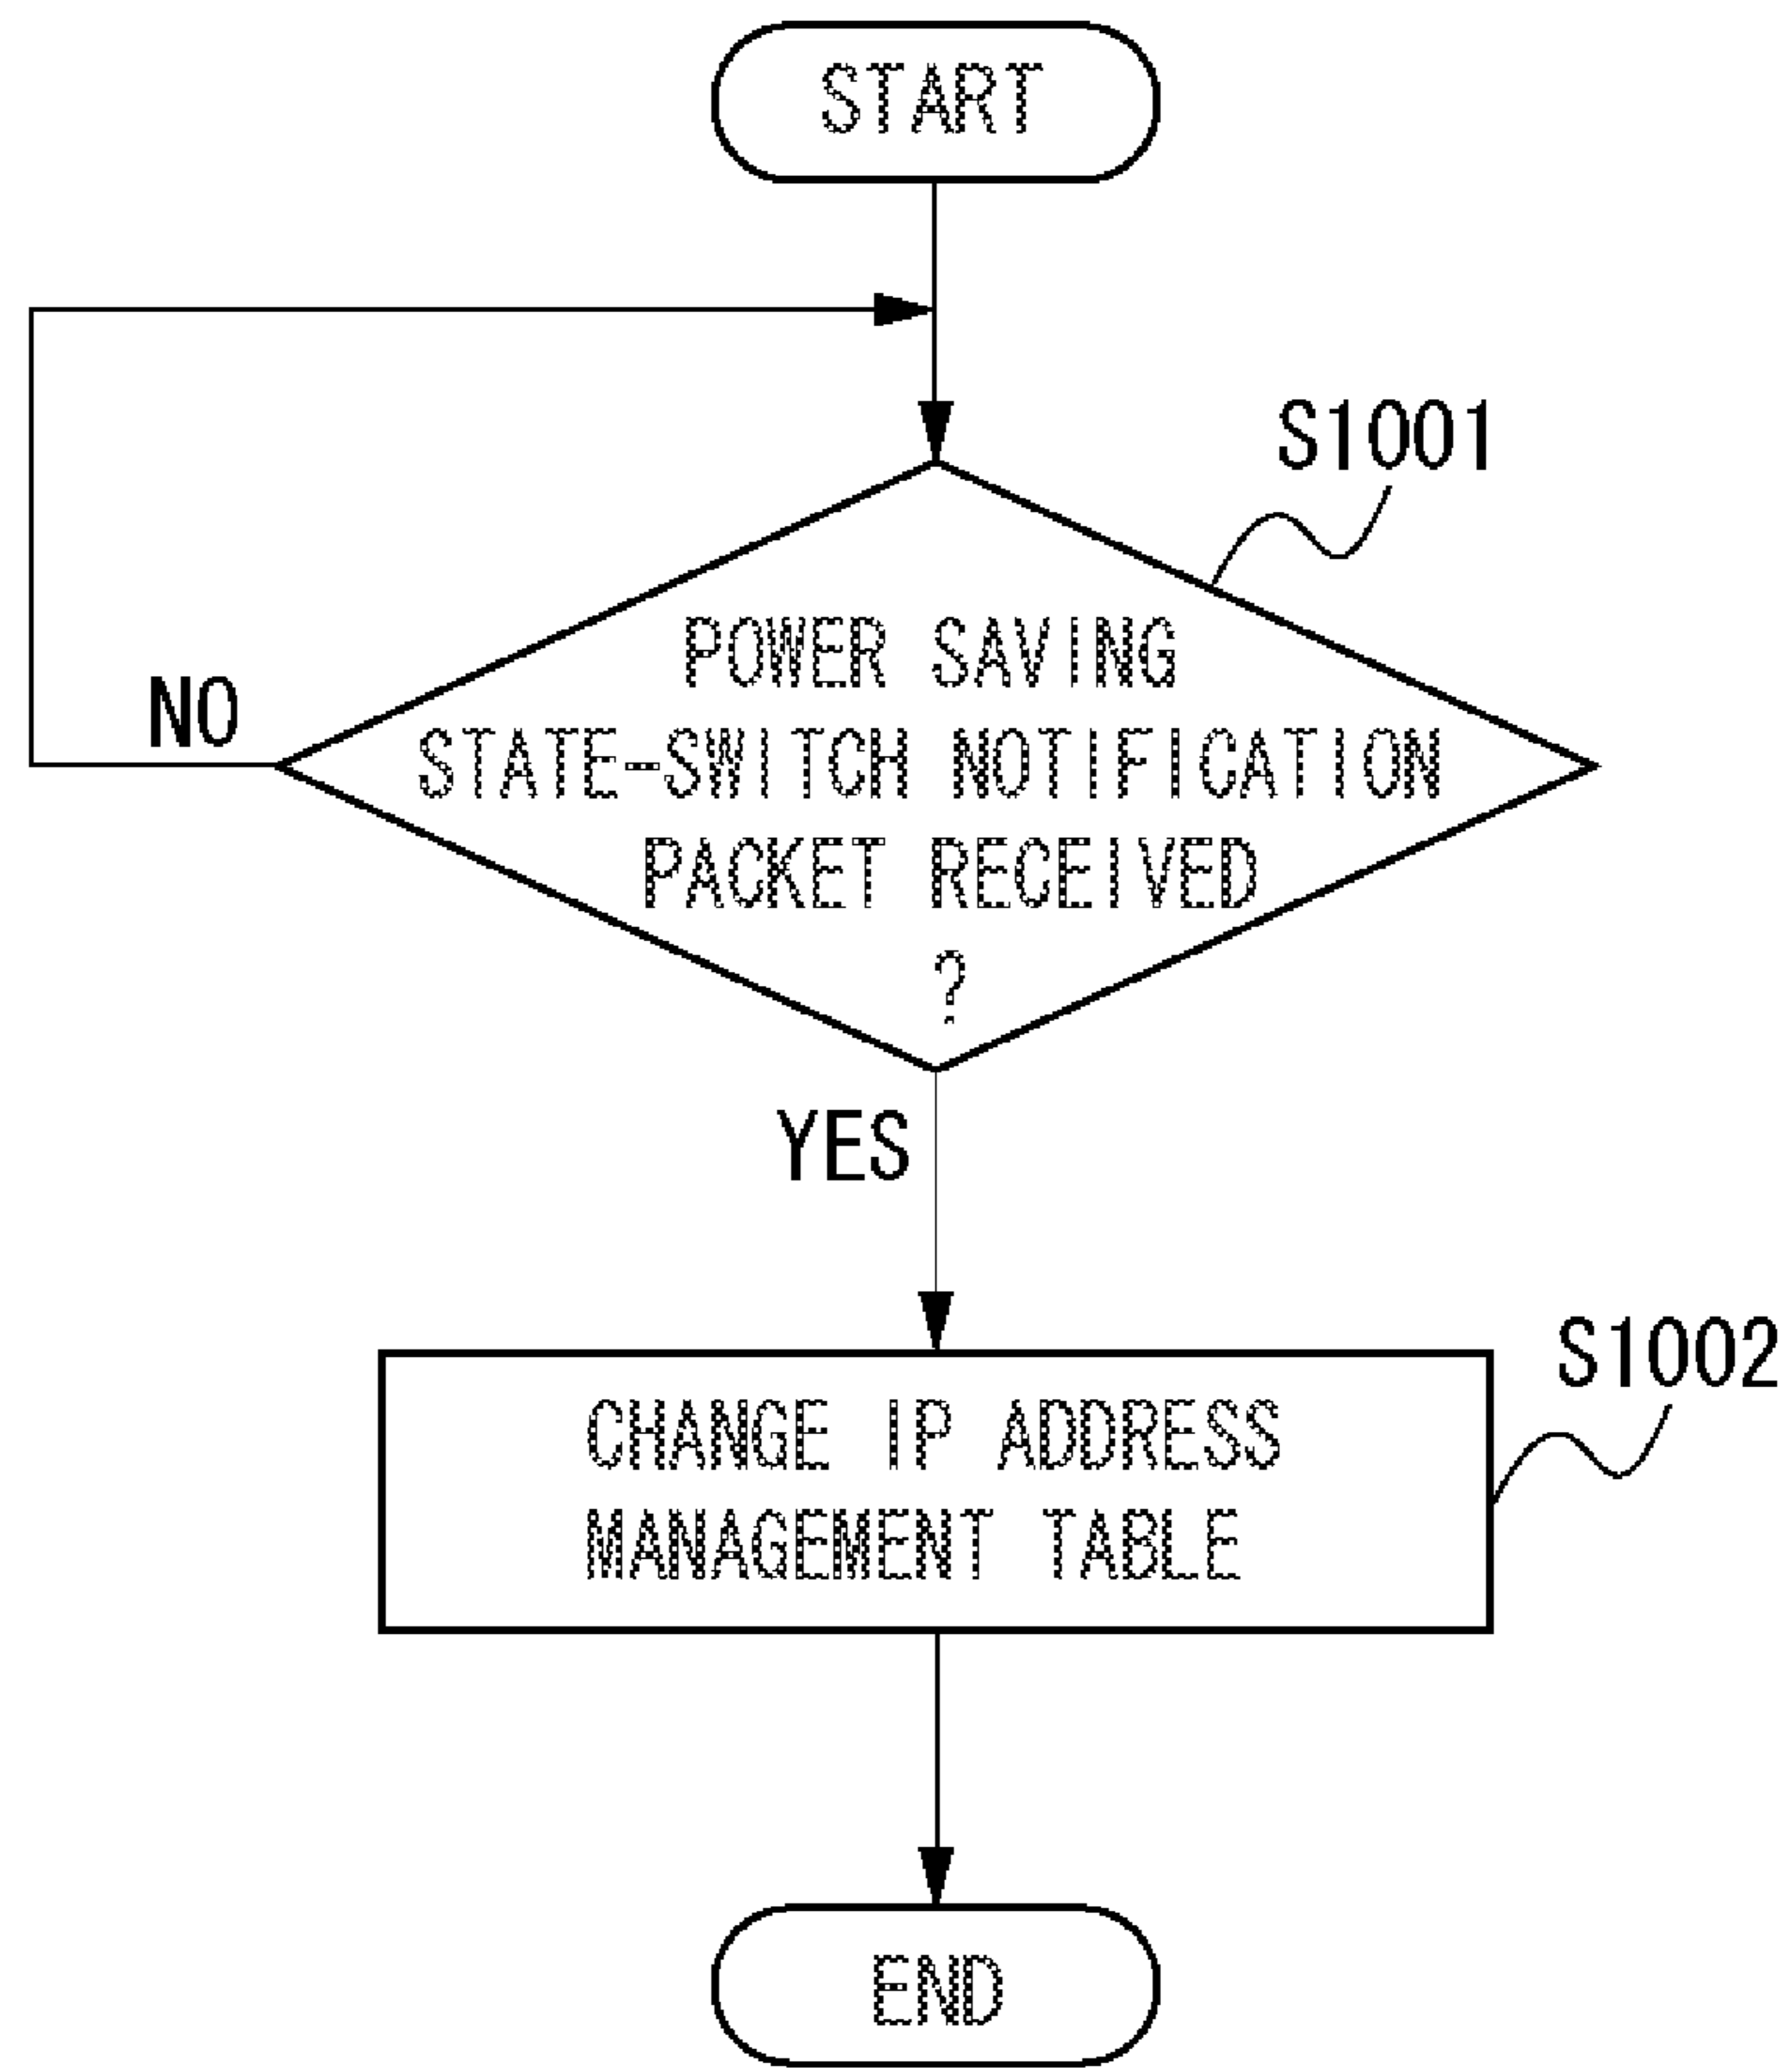 START
S1001
POWER SAVING
STATE-SWITCH NOTIFICATION
PACKET RECEIVED
?
NO
YES
S1002
CHANGE IP ADDRESS
MANAGEMENT TABLE
END